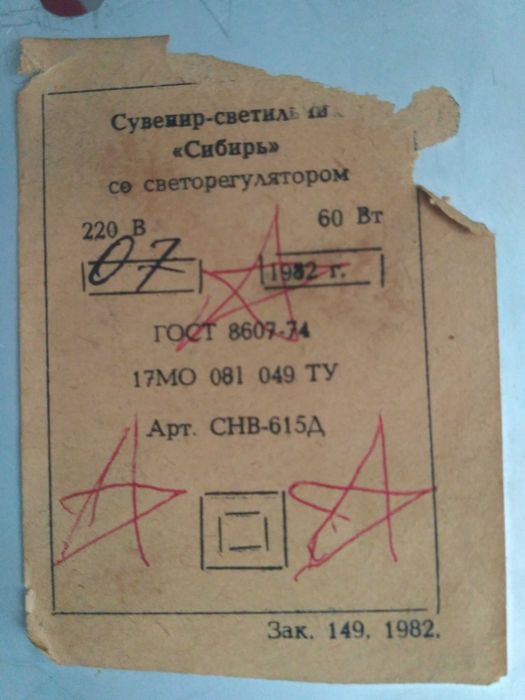 «Сибирь»
со светорегулятором
220 В 60 Вт
07 1982 г.
ГОСТ 8607-74
17МО 081 049 ТУ
Арт. СНВ-615Д
Зак. 149. 1982.